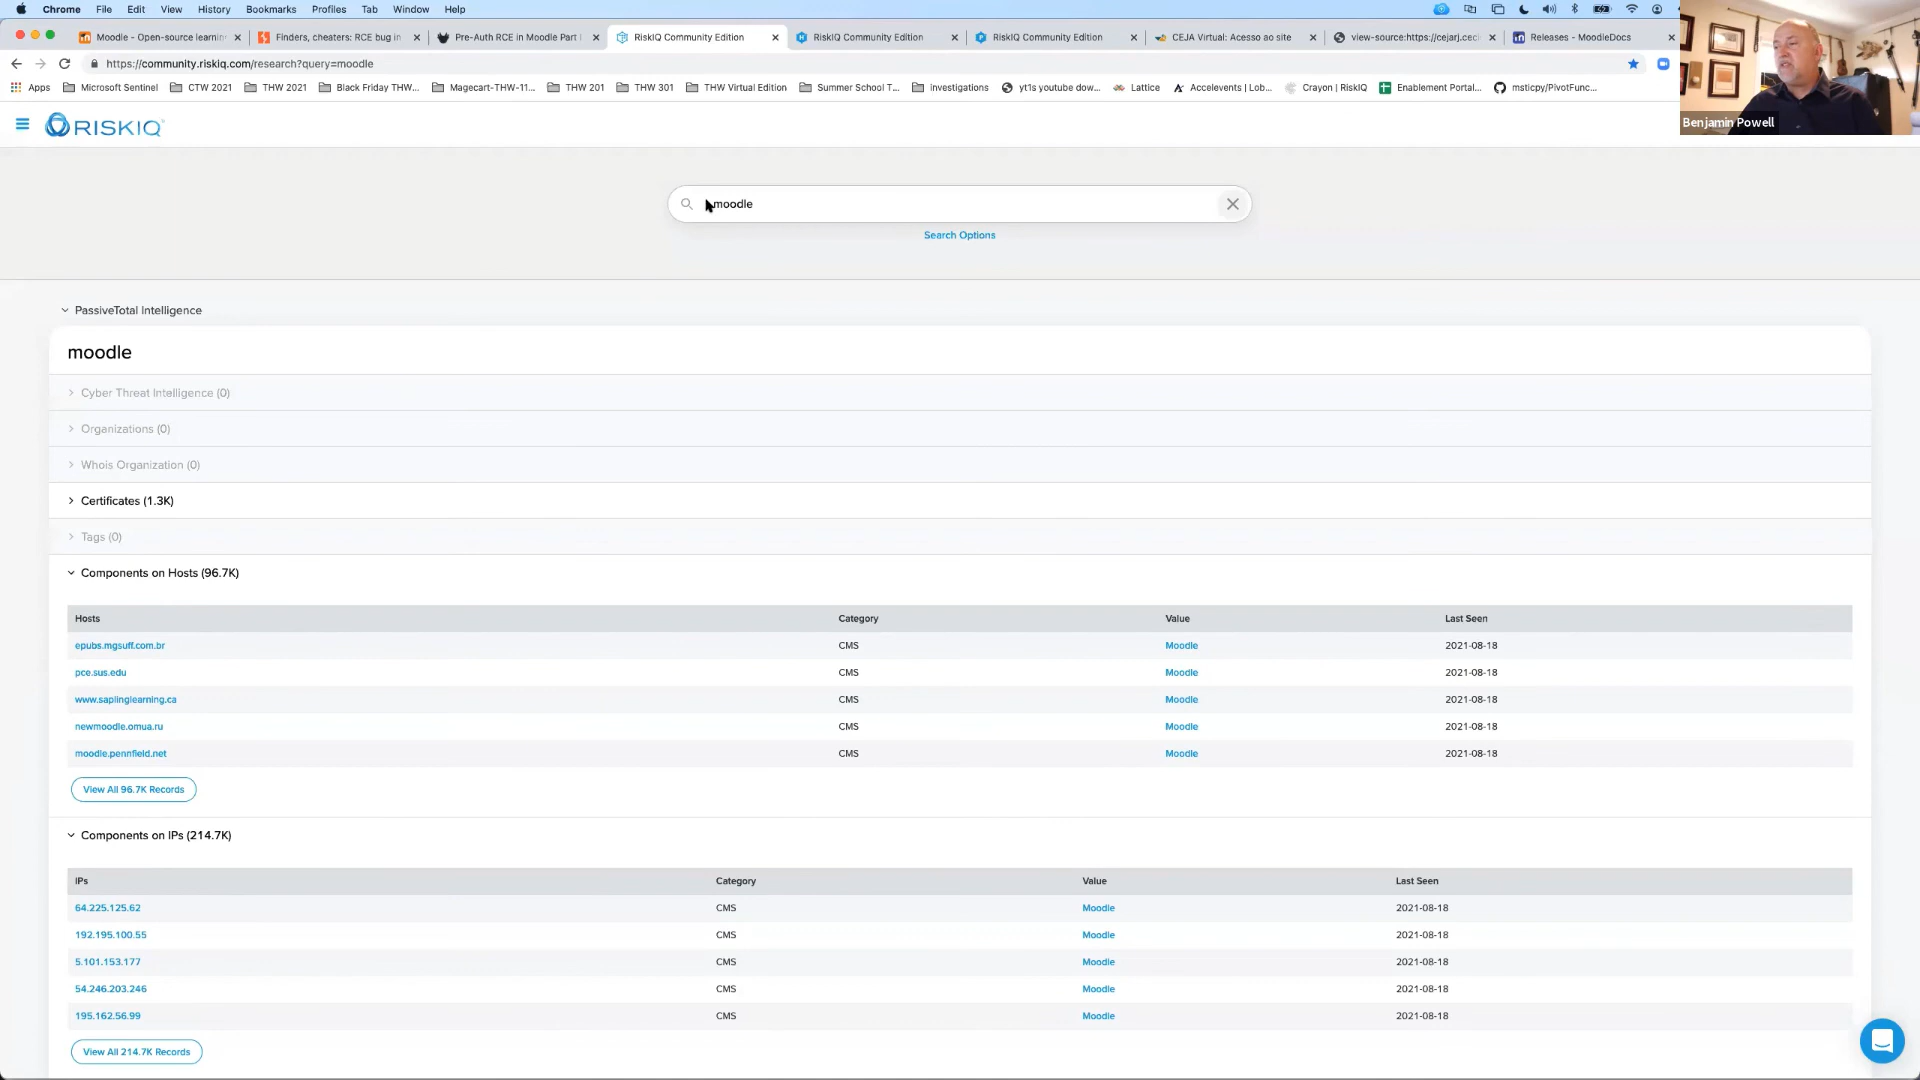 Chrome File Edit View History Bookmarks Profiles Tab Window Help
Moodle - Open-source learnin
Finders, cheaters: RCE bug in
Pre-Auth RCE in Moodle Part I
RiskIQ Community Edition
RiskIQ Community Edition
RiskIQ Community Edition
CEJA Virtual: Acesso ao site
view-source:https://cejarj.ceci
Releases - MoodleDocs
https://community.riskiq.com/research?query=moodle
Apps Microsoft Sentinel CTW 2021 THW 2021 Black Friday THW... Magecart-THW-11... THW 201 THW 301 THW Virtual Edition Summer School T... Investigations yt1s youtube dow... Lattice Accelevents | Lob... Crayon | RiskIQ Enablement Portal... msticpy/PivotFunc...
Benjamin Powell
RISKIQ
moodle
Search Options
PassiveTotal Intelligence
moodle
Cyber Threat Intelligence (0)
Organizations (0)
Whois Organization (0)
Certificates (1.3K)
Tags (0)
Components on Hosts (96.7K)
Hosts Category Value Last Seen
epubs.mgsuff.com.br CMS Moodle 2021-08-18
pce.sus.edu CMS Moodle 2021-08-18
www.saplinglearning.ca CMS Moodle 2021-08-18
newmoodle.omua.ru CMS Moodle 2021-08-18
moodle.pennfield.net CMS Moodle 2021-08-18
View All 96.7K Records
Components on IPs (214.7K)
IPs Category Value Last Seen
64.225.125.62 CMS Moodle 2021-08-18
192.195.100.55 CMS Moodle 2021-08-18
5.101.153.177 CMS Moodle 2021-08-18
54.246.203.246 CMS Moodle 2021-08-18
195.162.56.99 CMS Moodle 2021-08-18
View All 214.7K Records